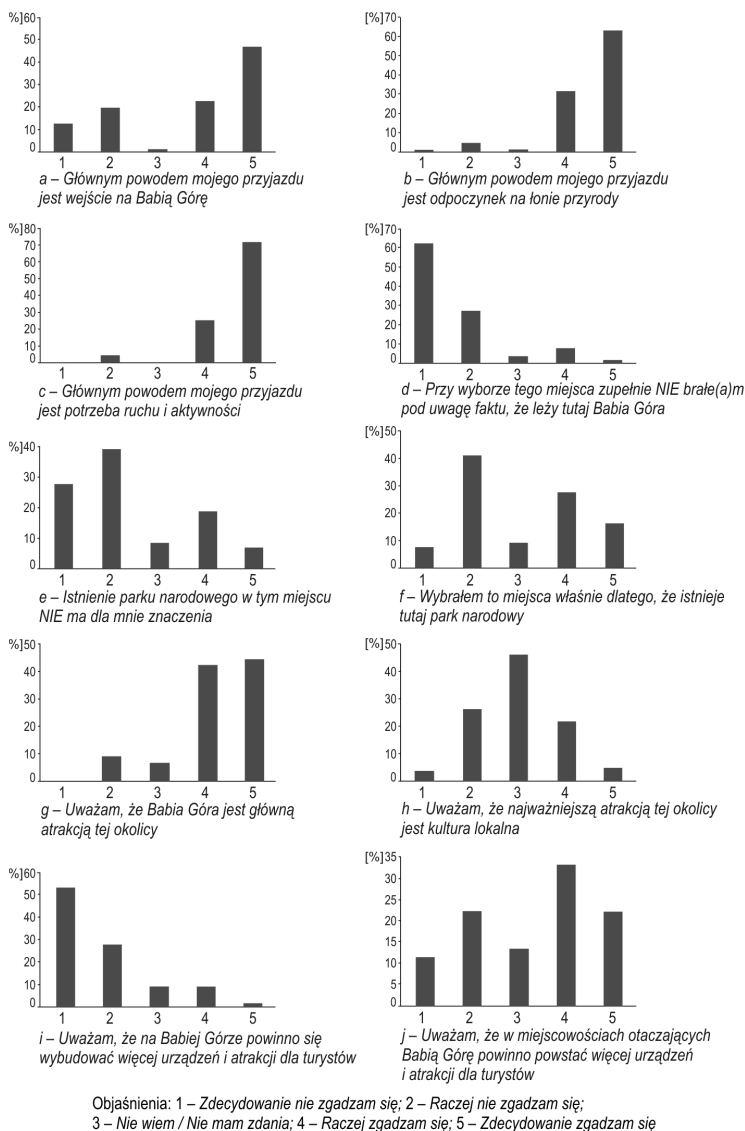 %]60
50
40
30
20
10
0
1 2 3 4 5
a – Głównym powodem mojego przyjazdu
jest wejście na Babią Górę
[%]70
60
50
40
30
20
10
0
1 2 3 4 5
b – Głównym powodem mojego przyjazdu
jest odpoczynek na łonie przyrody
%]80
70
60
50
40
30
20
10
0
1 2 3 4 5
c – Głównym powodem mojego przyjazdu
jest potrzeba ruchu i aktywności
[%]70
60
50
40
30
20
10
0
1 2 3 4 5
d – Przy wyborze tego miejsca zupełnie NIE brałe(a)m
pod uwagę faktu, że leży tutaj Babia Góra
%]40
30
20
10
0
1 2 3 4 5
e – Istnienie parku narodowego w tym miejscu
NIE ma dla mnie znaczenia
[%]50
40
30
20
10
0
1 2 3 4 5
f – Wybrałem to miejsca właśnie dlatego, że istnieje
tutaj park narodowy
%]50
40
30
20
10
0
1 2 3 4 5
g – Uważam, że Babia Góra jest główną
atrakcją tej okolicy
[%]50
40
30
20
10
0
1 2 3 4 5
h – Uważam, że najważniejszą atrakcją tej okolicy
jest kultura lokalna
%]60
50
40
30
20
10
0
1 2 3 4 5
i – Uważam, że na Babiej Górze powinno się
wybudować więcej urządzeń i atrakcji dla turystów
[%]35
30
25
20
15
10
5
0
1 2 3 4 5
j – Uważam, że w miejscowościach otaczających
Babią Górę powinno powstać więcej urządzeń
i atrakcji dla turystów
Objaśnienia: 1 – Zdecydowanie nie zgadzam się; 2 – Raczej nie zgadzam się;
3 – Nie wiem / Nie mam zdania; 4 – Raczej zgadzam się; 5 – Zdecydowanie zgadzam się